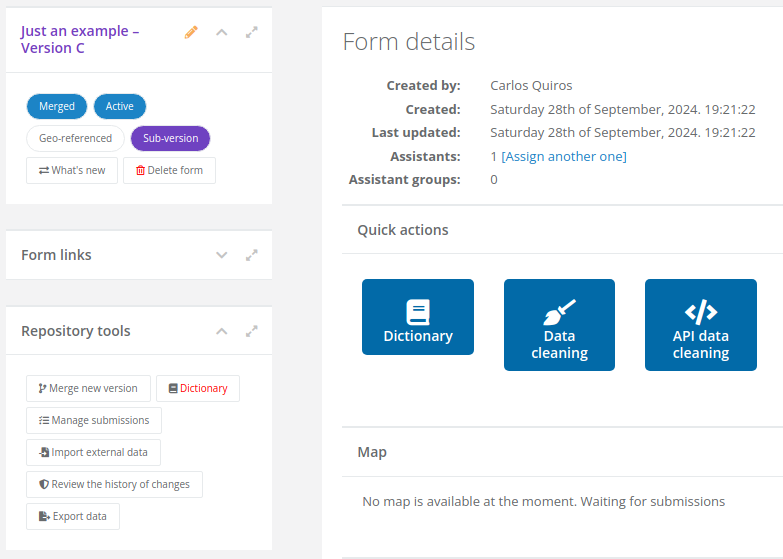 Just an example –
Version C
Merged
Active
Geo-referenced
Sub-version
What's new
Delete form
Form links
Repository tools
Merge new version
Dictionary
Manage submissions
Import external data
Review the history of changes
Export data
Form details
Created by: Carlos Quiros
Created: Saturday 28th of September, 2024. 19:21:22
Last updated: Saturday 28th of September, 2024. 19:21:22
Assistants: 1 [Assign another one]
Assistant groups: 0
Quick actions
Dictionary
Data
cleaning
API data
cleaning
Map
No map is available at the moment. Waiting for submissions